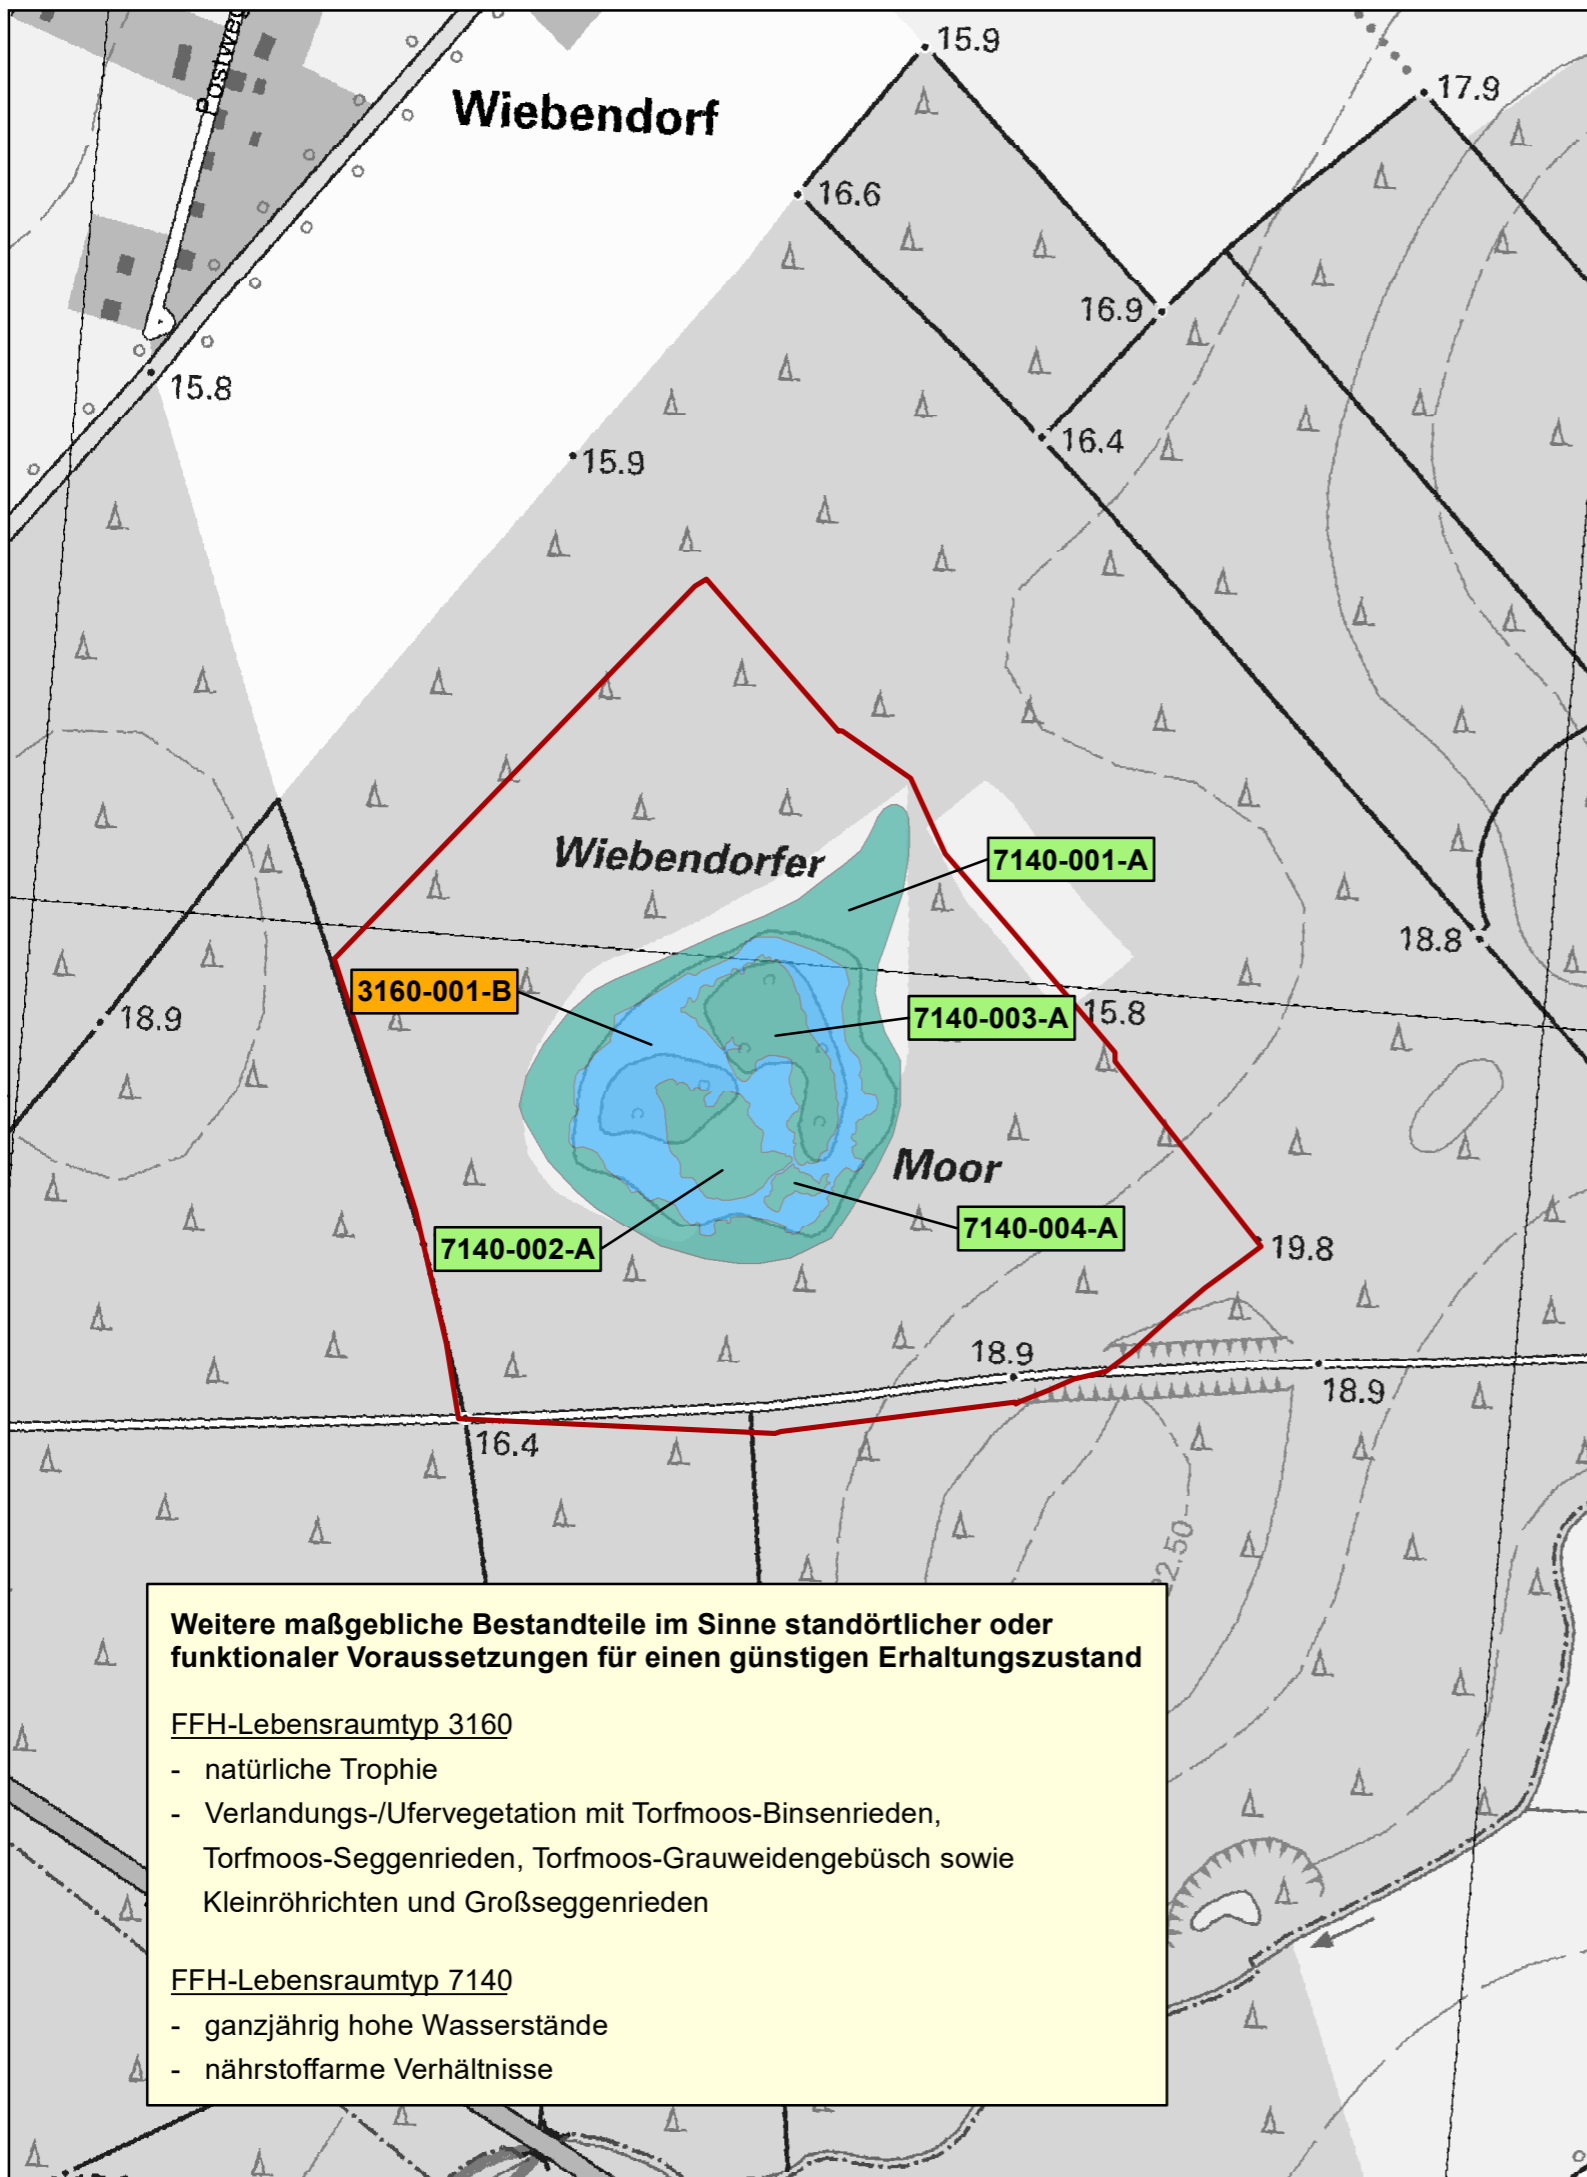 Postweg
Wiebendorf
15.9
17.9
16.6
16.9
15.8
16.4
15.9
Wiebendorfer
7140-001-A
18.8
3160-001-B
7140-003-A
15.8
18.9
Moor
7140-004-A
7140-002-A
19.8
18.9
18.9
16.4
2.50
Weitere maßgebliche Bestandteile im Sinne standörtlicher oder
funktionaler Voraussetzungen für einen günstigen Erhaltungszustand
FFH-Lebensraumtyp 3160
- natürliche Trophie
- Verlandungs-/Ufervegetation mit Torfmoos-Binsenrieden,
Torfmoos-Seggenrieden, Torfmoos-Grauweidengebüsch sowie
Kleinröhrichten und Großseggenrieden
FFH-Lebensraumtyp 7140
- ganzjährig hohe Wasserstände
- nährstoffarme Verhältnisse